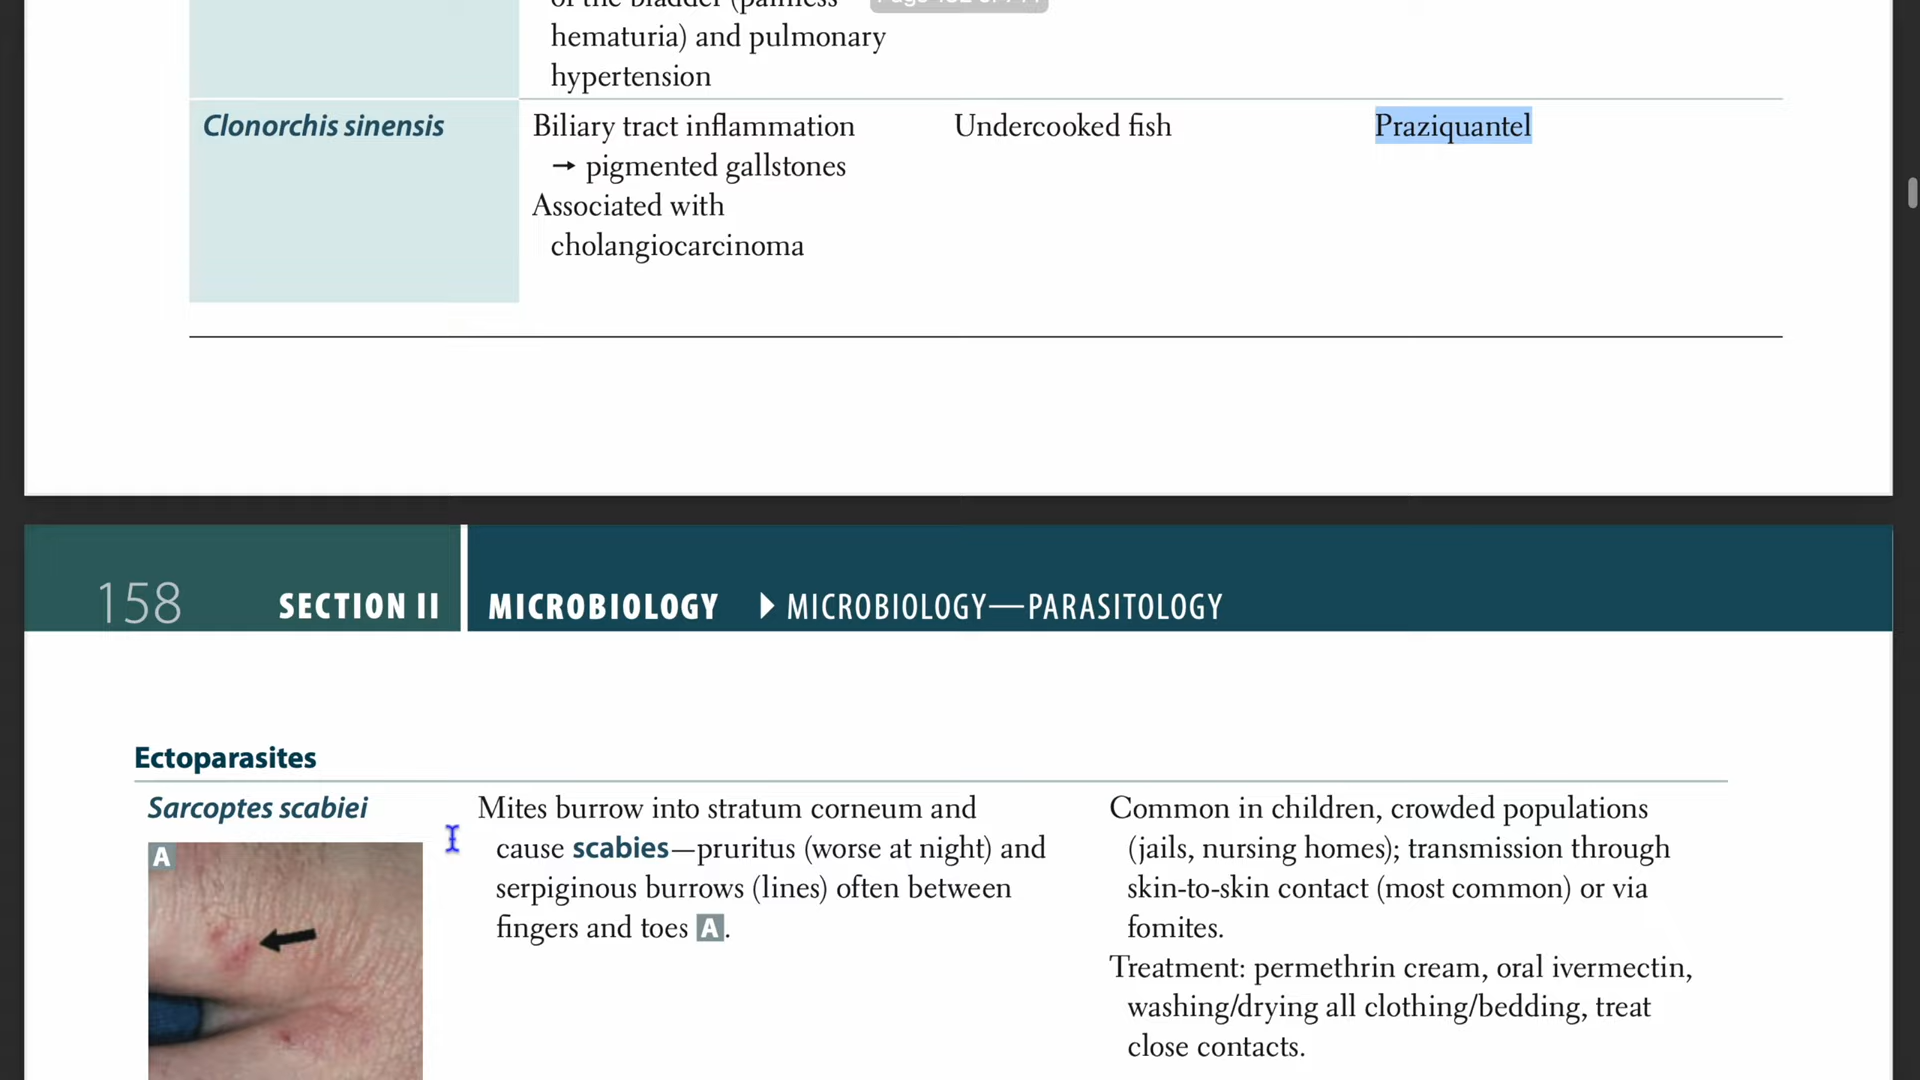 of the bladder (painless
hematuria) and pulmonary
hypertension
Clonorchis sinensis
Biliary tract inflammation
→ pigmented gallstones
Associated with
cholangiocarcinoma
Undercooked fish
Praziquantel
158 SECTION II MICROBIOLOGY ▶ MICROBIOLOGY—PARASITOLOGY
Ectoparasites
Sarcoptes scabiei
A
Mites burrow into stratum corneum and
cause scabies—pruritus (worse at night) and
serpiginous burrows (lines) often between
fingers and toes A.
Common in children, crowded populations
(jails, nursing homes); transmission through
skin-to-skin contact (most common) or via
fomites.
Treatment: permethrin cream, oral ivermectin,
washing/drying all clothing/bedding, treat
close contacts.